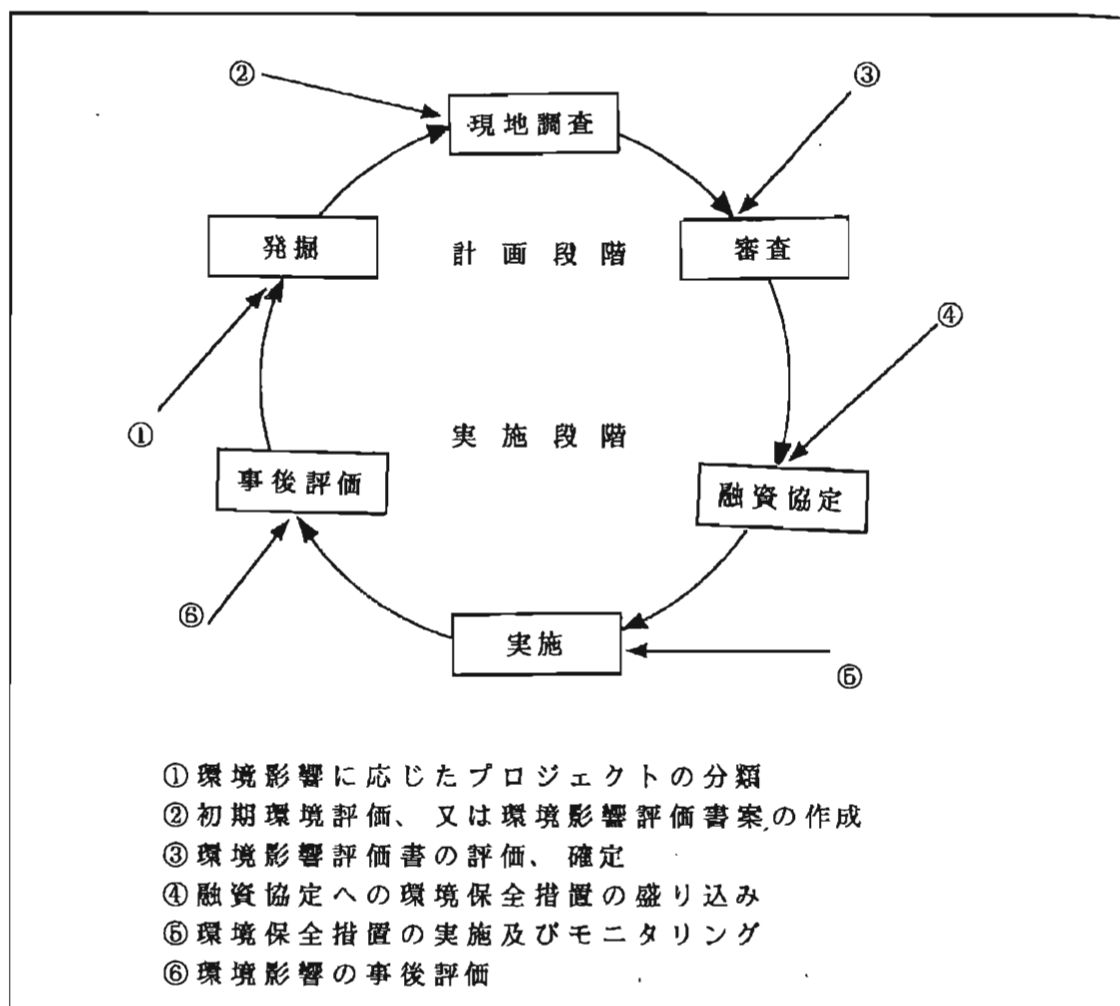 ②
③
現地調査
発掘
計画段階
審査
④
①
実施段階
事後評価
融資協定
⑥
実施
⑤
①環境影響に応じたプロジェクトの分類
②初期環境評価、又は環境影響評価書案の作成
③環境影響評価書の評価、確定
④融資協定への環境保全措置の盛り込み
⑤環境保全措置の実施及びモニタリング
⑥環境影響の事後評価